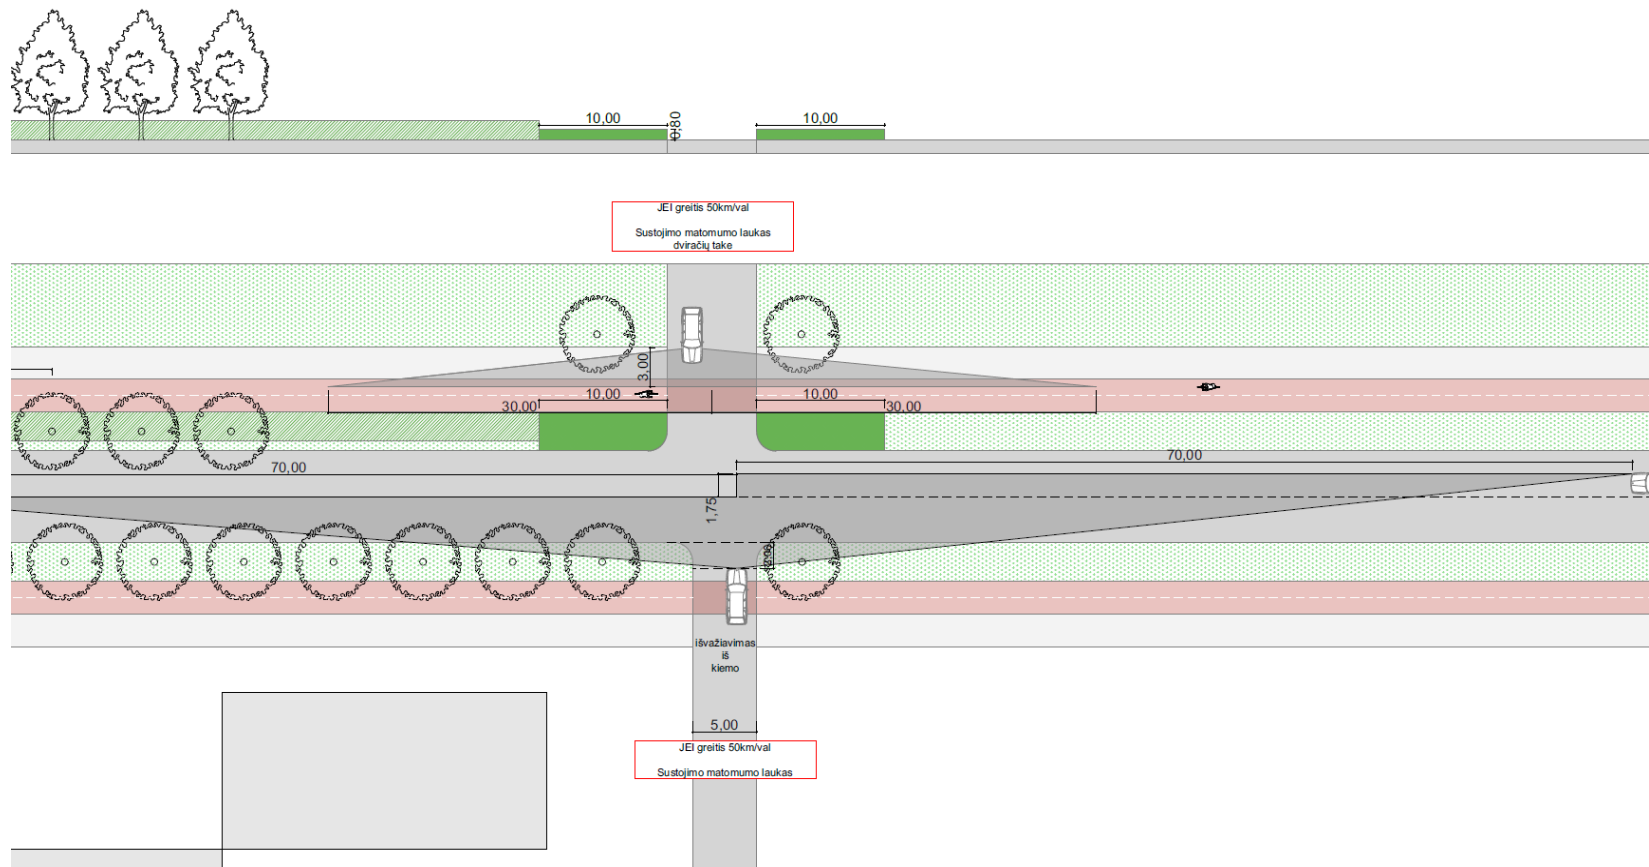 10,00
0,80
10,00
JEI greitis 50km/val
Sustojimo matomumo laukas
dviračių take
3,00
10,00
10,00
30,00
30,00
70,00
70,00
1,75
2,00
išvažiavimas
iš
kiemo
5,00
JEI greitis 50km/val
Sustojimo matomumo laukas